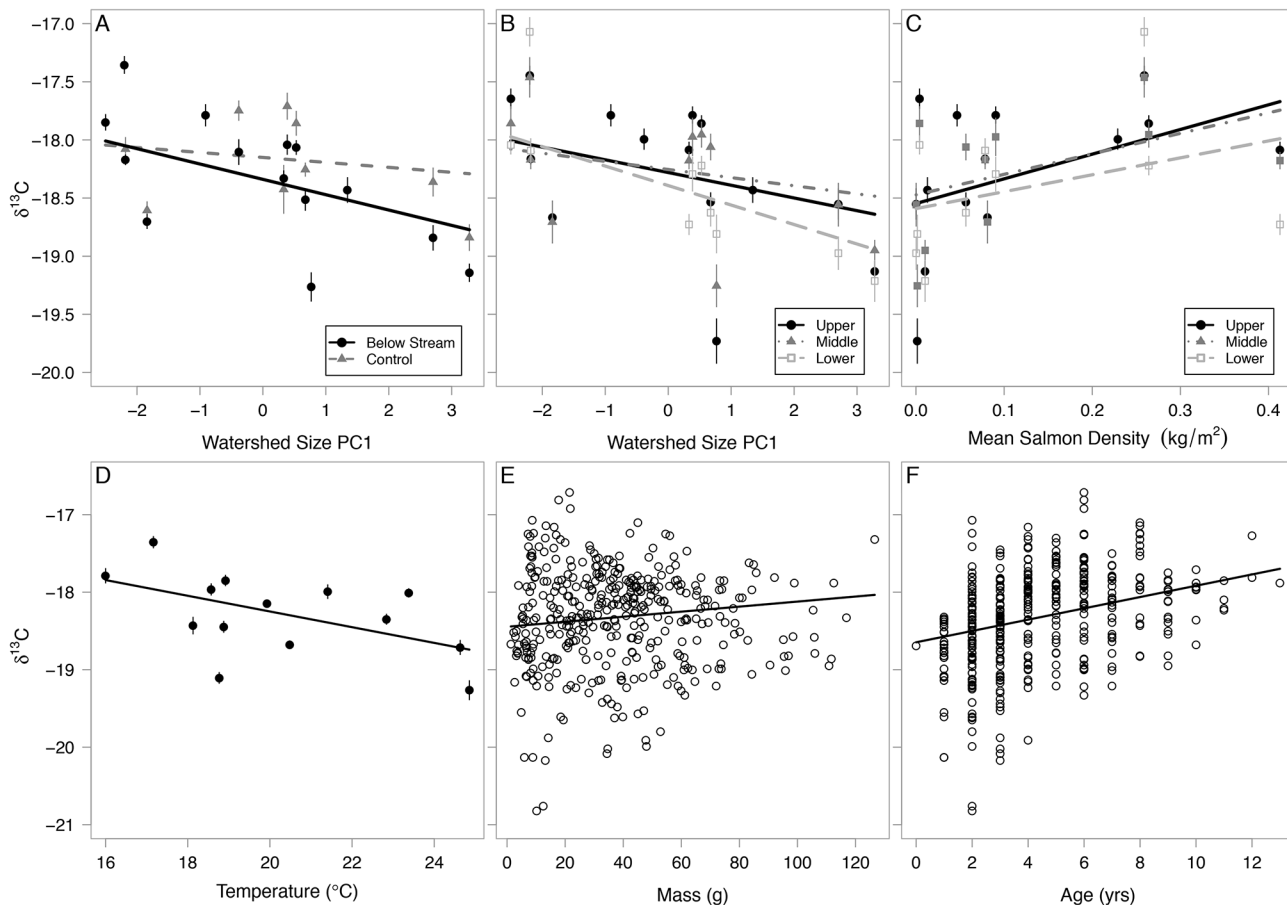 A
B
C
−17.0
−17.5
−18.0
−18.5
−19.0
−19.5
−20.0
δ13C
Below Stream
Control
Upper
Middle
Lower
Upper
Middle
Lower
−2 −1 0 1 2 3
−2 −1 0 1 2 3
0.0 0.1 0.2 0.3 0.4
Watershed Size PC1
Watershed Size PC1
Mean Salmon Density (kg/m²)
D
E
F
−17
−18
−19
−20
−21
δ13C
16 18 20 22 24
0 20 40 60 80 100 120
0 2 4 6 8 10 12
Temperature (°C)
Mass (g)
Age (yrs)